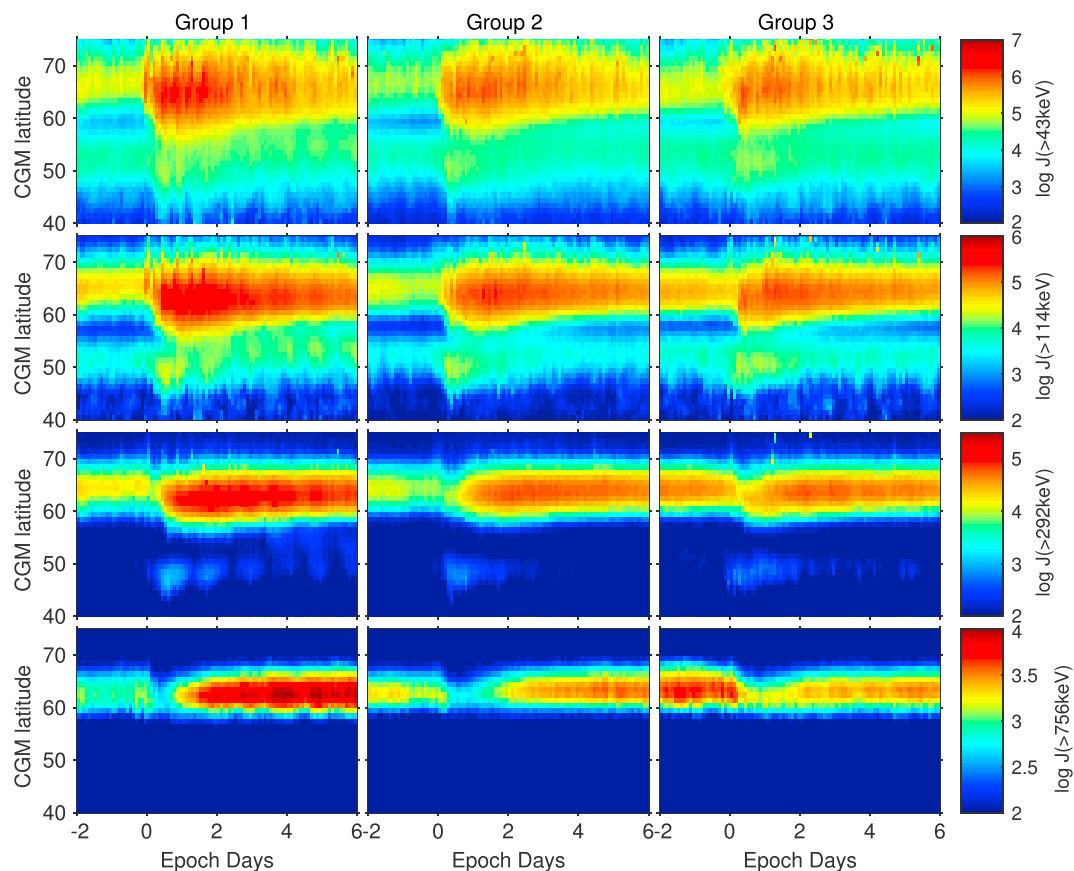 Group 1 Group 2 Group 3
CGM latitude 70 60 50 40
7 6 5 4 3 2 log J(>43keV)
CGM latitude 70 60 50 40
6 5 4 3 2 log J(>114keV)
CGM latitude 70 60 50 40
5 4 3 2 log J(>292keV)
CGM latitude 70 60 50 40
4 3.5 3 2.5 2 log J(>756keV)
-2 0 2 4 6 -2 0 2 4 6 -2 0 2 4 6
Epoch Days Epoch Days Epoch Days